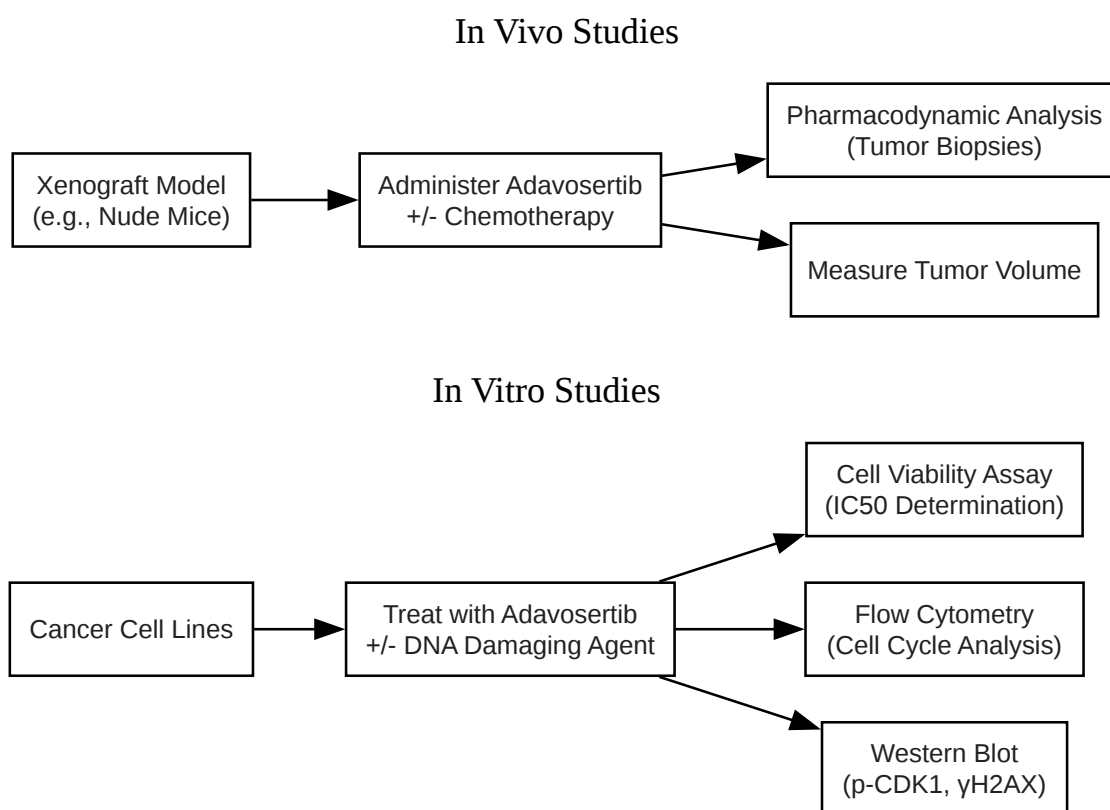 In Vivo Studies
Xenograft Model
(e.g., Nude Mice)
Administer Adavosertib
+/- Chemotherapy
Pharmacodynamic Analysis
(Tumor Biopsies)
Measure Tumor Volume
In Vitro Studies
Cancer Cell Lines
Treat with Adavosertib
+/- DNA Damaging Agent
Cell Viability Assay
(IC50 Determination)
Flow Cytometry
(Cell Cycle Analysis)
Western Blot
(p-CDK1, γH2AX)